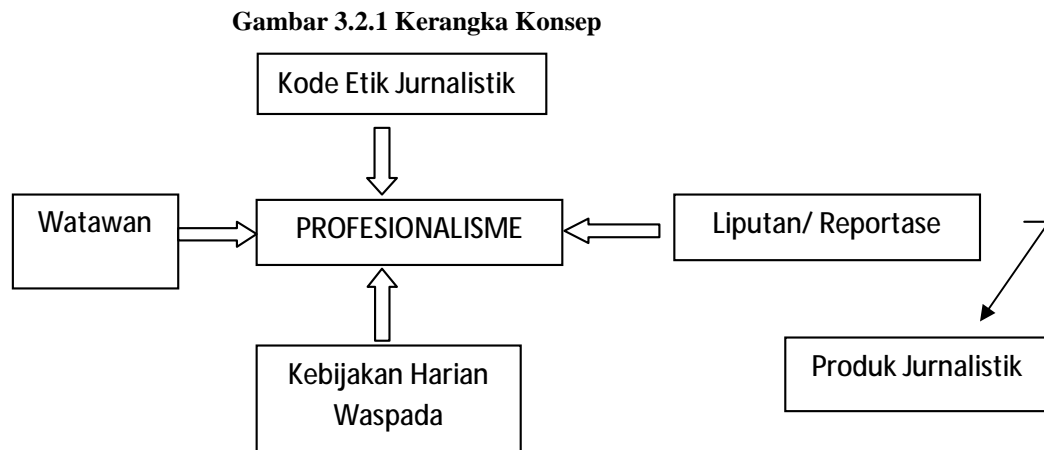 Gambar 3.2.1 Kerangka Konsep
Kode Etik Jurnalistik
Watawan
PROFESIONALISME
Liputan/ Reportase
Kebijakan Harian
Waspada
Produk Jurnalistik